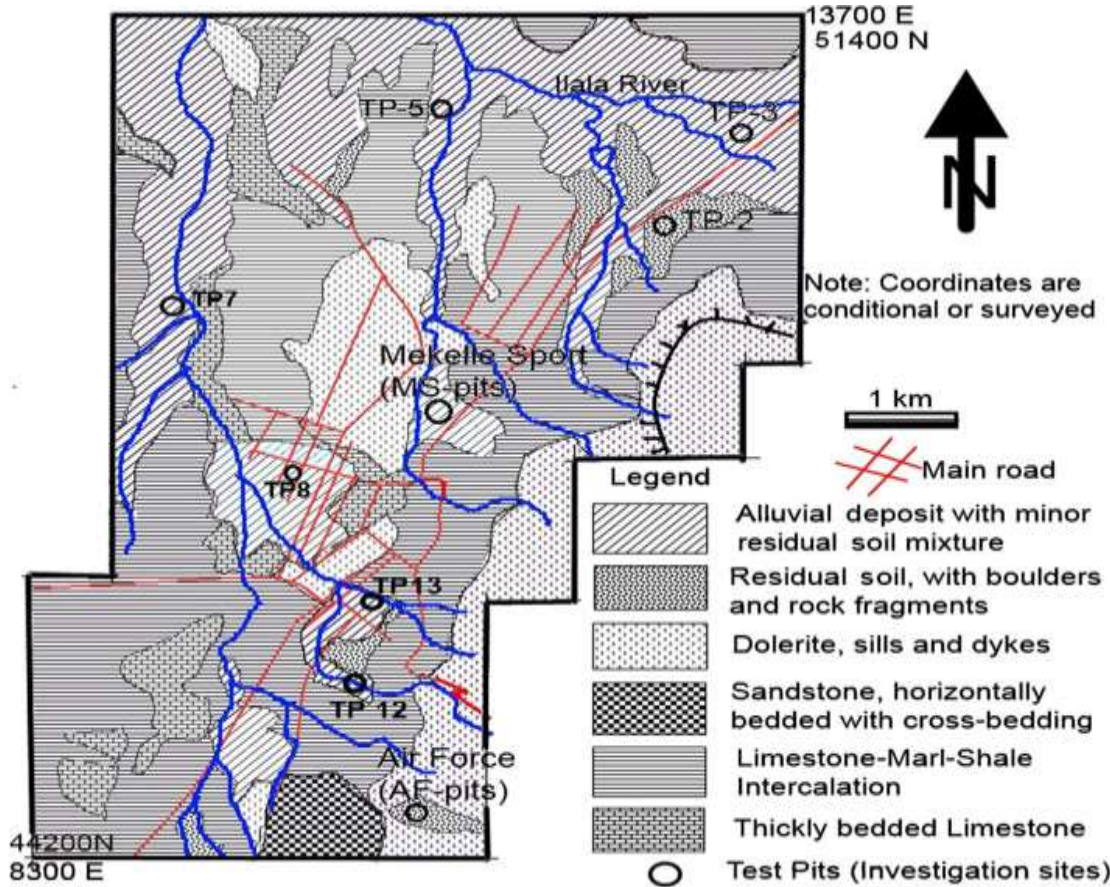 13700 E
51400 N
Ilala River
TP-5
TP-3
TP-2
N
Note: Coordinates are
conditional or surveyed
TP7
Mekelle Sport
(MS-pits)
1 km
Main road
TP8
Legend
Alluvial deposit with minor
residual soil mixture
Residual soil, with boulders
and rock fragments
TP13
Dolerite, sills and dykes
TP 12
Sandstone, horizontally
bedded with cross-bedding
Air Force
(AF-pits)
Limestone-Marl-Shale
Intercalation
Thickly bedded Limestone
44200N
8300 E
Test Pits (Investigation sites)